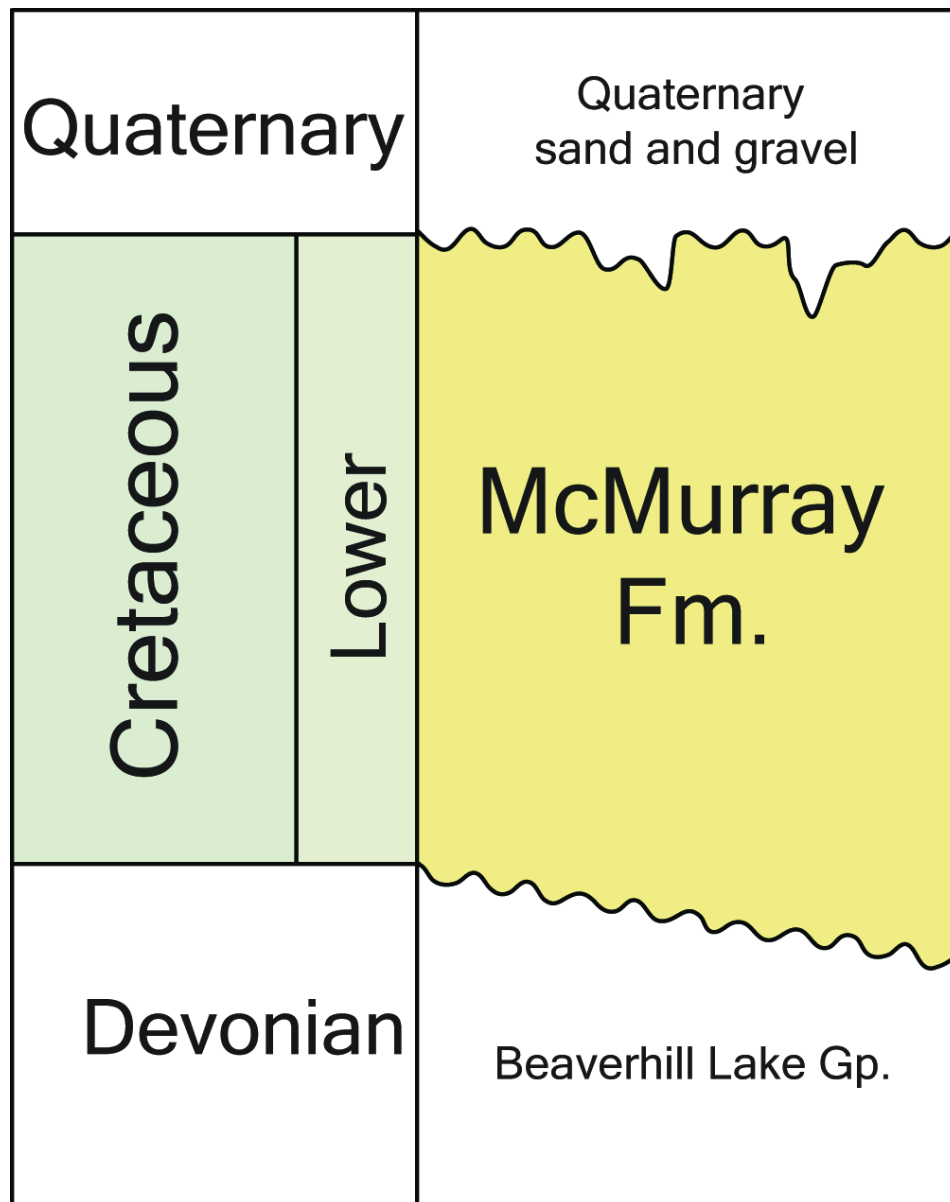 Quaternary
Quaternary
sand and gravel
Cretaceous
Lower
McMurray
Fm.
Devonian
Beaverhill Lake Gp.